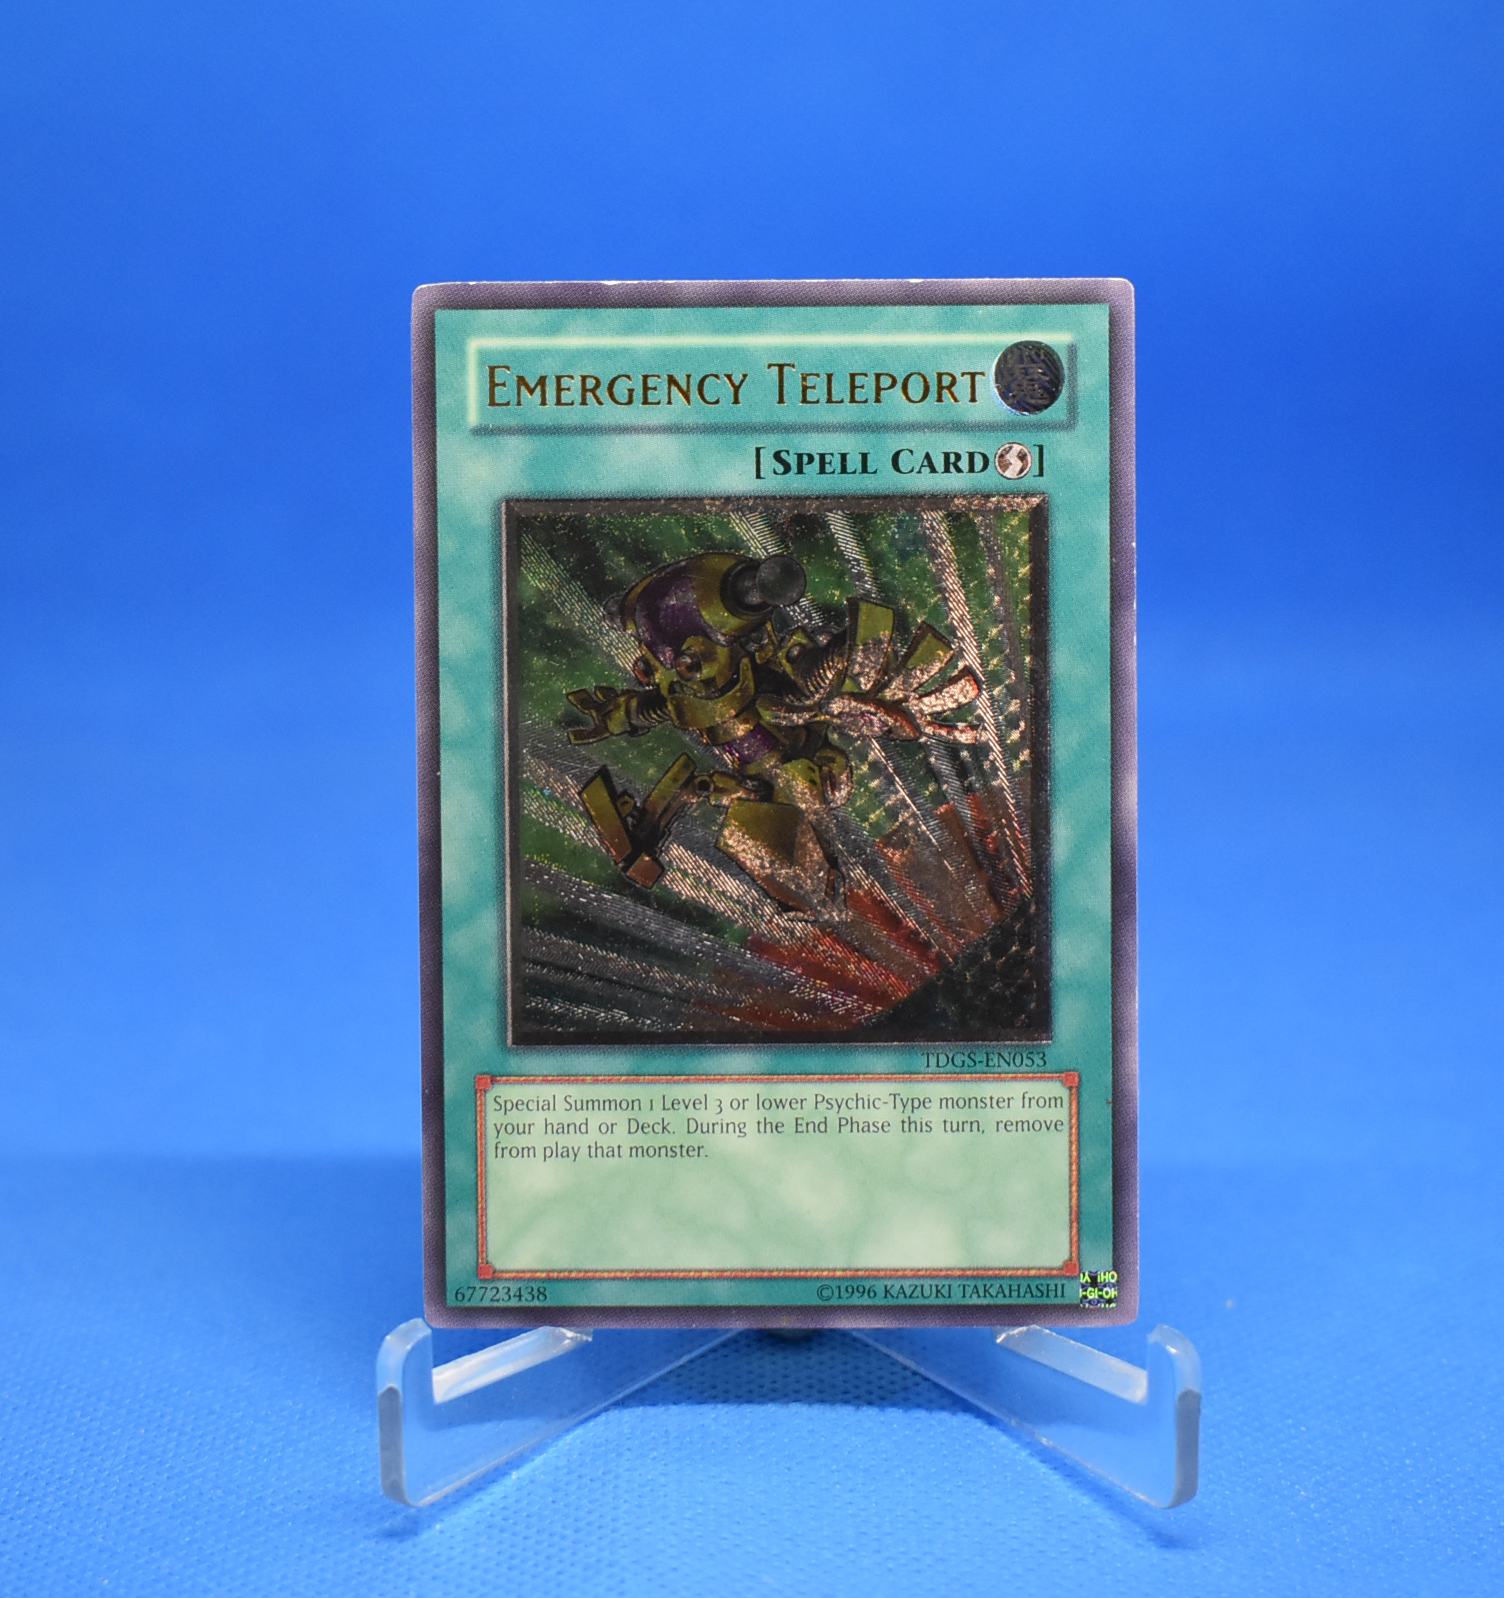 EMERGENCY TELEPORT
[SPELL CARD]
TDGS-EN053
Special Summon 1 Level 3 or lower Psychic-Type monster from
your hand or Deck. During the End Phase this turn, remove
from play that monster.
67723438
©1996 KAZUKI TAKAHASHI